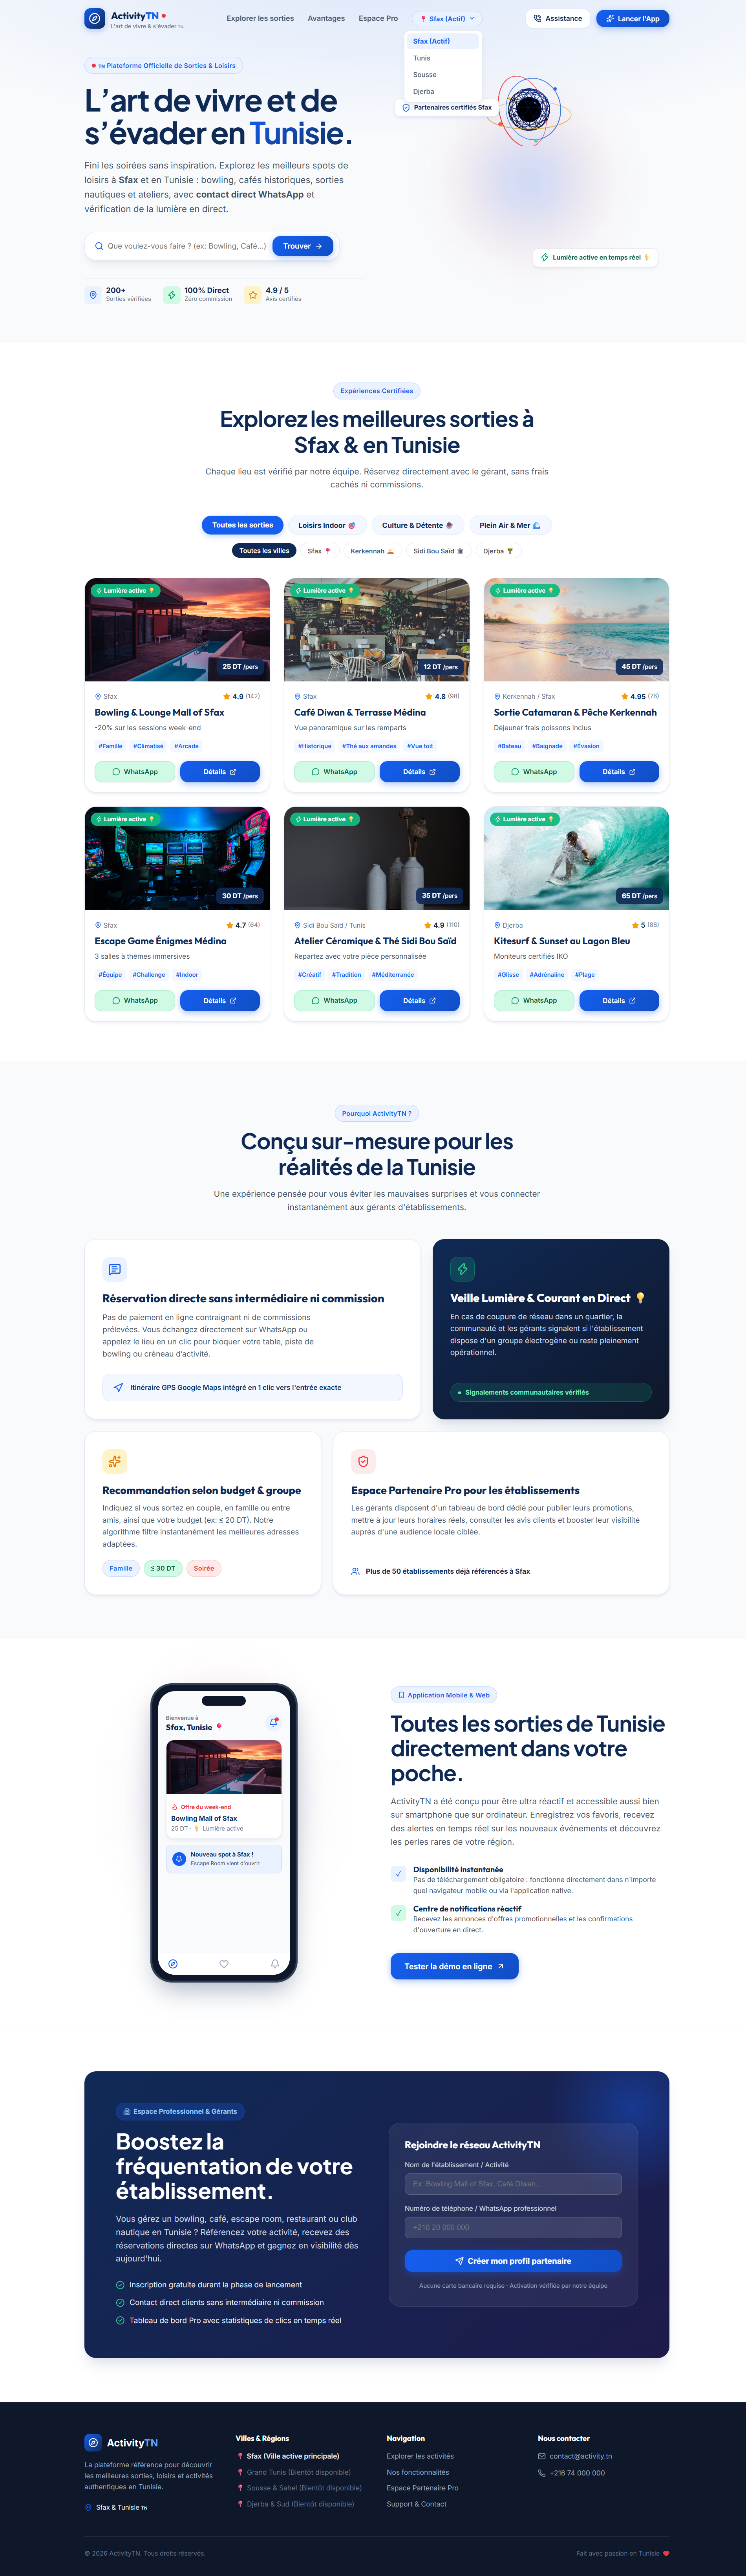 ActivityTN
L'art de vivre & s'évader TN
Explorer les sorties
Avantages
Espace Pro
Sfax (Actif)
Assistance
Lancer l'App
Sfax (Actif)
Tunis
Sousse
Djerba
Partenaires certifiés Sfax
TN Plateforme Officielle de Sorties & Loisirs
L'art de vivre et de
s'évader en Tunisie.
Fini les soirées sans inspiration. Explorez les meilleurs spots de
loisirs à Sfax et en Tunisie : bowling, cafés historiques, sorties
nautiques et ateliers, avec contact direct WhatsApp et
vérification de la lumière en direct.
Que voulez-vous faire ? (ex: Bowling, Café...)
Trouver
Lumière active en temps réel
200+
Sorties vérifiées
100% Direct
Zéro commission
4.9 / 5
Avis certifiés
Expériences Certifiées
Explorez les meilleures sorties à
Sfax & en Tunisie
Chaque lieu est vérifié par notre équipe. Réservez directement avec le gérant, sans frais
cachés ni commissions.
Toutes les sorties
Loisirs Indoor
Culture & Détente
Plein Air & Mer
Toutes les villes
Sfax
Kerkennah
Sidi Bou Saïd
Djerba
Lumière active
25 DT /pers
Sfax
4.9 (142)
Bowling & Lounge Mall of Sfax
-20% sur les sessions week-end
#Famille #Climatisé #Arcade
WhatsApp
Détails
Lumière active
12 DT /pers
Sfax
4.8 (98)
Café Diwan & Terrasse Médina
Vue panoramique sur les remparts
#Historique #Thé aux amandes #Vue toit
WhatsApp
Détails
Lumière active
45 DT /pers
Kerkennah / Sfax
4.95 (76)
Sortie Catamaran & Pêche Kerkennah
Déjeuner frais poissons inclus
#Bateau #Baignade #Évasion
WhatsApp
Détails
Lumière active
30 DT /pers
Sfax
4.7 (64)
Escape Game Énigmes Médina
3 salles à thèmes immersives
#Équipe #Challenge #Indoor
WhatsApp
Détails
Lumière active
35 DT /pers
Sidi Bou Saïd / Tunis
4.9 (110)
Atelier Céramique & Thé Sidi Bou Saïd
Repartez avec votre pièce personnalisée
#Créatif #Tradition #Méditerranée
WhatsApp
Détails
Lumière active
65 DT /pers
Djerba
5 (88)
Kitesurf & Sunset au Lagon Bleu
Moniteurs certifiés IKO
#Glisse #Adrénaline #Plage
WhatsApp
Détails
Pourquoi ActivityTN ?
Conçu sur-mesure pour les
réalités de la Tunisie
Une expérience pensée pour vous éviter les mauvaises surprises et vous connecter
instantanément aux gérants d'établissements.
Réservation directe sans intermédiaire ni commission
Pas de paiement en ligne contraignant ni de commissions
prélevées. Vous échangez directement sur WhatsApp ou
appelez le lieu en un clic pour bloquer votre table, piste de
bowling ou créneau d'activité.
Itinéraire GPS Google Maps intégré en 1 clic vers l'entrée exacte
Veille Lumière & Courant en Direct
En cas de coupure de réseau dans un quartier, la
communauté et les gérants signalent si l'établissement
dispose d'un groupe électrogène ou reste pleinement
opérationnel.
Signalements communautaires vérifiés
Recommandation selon budget & groupe
Indiquez si vous sortez en couple, en famille ou entre
amis, ainsi que votre budget (ex: ≤ 20 DT). Notre
algorithme filtre instantanément les meilleures adresses
adaptées.
Famille
≤ 30 DT
Soirée
Espace Partenaire Pro pour les établissements
Les gérants disposent d'un tableau de bord dédié pour publier leurs promotions,
mettre à jour leurs horaires réels, consulter les avis clients et booster leur visibilité
auprès d'une audience locale ciblée.
Plus de 50 établissements déjà référencés à Sfax
Bienvenue à
Sfax, Tunisie
Offre du week-end
Bowling Mall of Sfax
25 DT · Lumière active
Nouveau spot à Sfax !
Escape Room vient d'ouvrir
Application Mobile & Web
Toutes les sorties de Tunisie
directement dans votre
poche.
ActivityTN a été conçu pour être ultra réactif et accessible aussi bien
sur smartphone que sur ordinateur. Enregistrez vos favoris, recevez
des alertes en temps réel sur les nouveaux événements et découvrez
les perles rares de votre région.
✓ Disponibilité instantanée
Pas de téléchargement obligatoire : fonctionne directement dans n'importe
quel navigateur mobile ou via l'application native.
✓ Centre de notifications réactif
Recevez les annonces d'offres promotionnelles et les confirmations
d'ouverture en direct.
Tester la démo en ligne
Espace Professionnel & Gérants
Boostez la
fréquentation de votre
établissement.
Vous gérez un bowling, café, escape room, restaurant ou club
nautique en Tunisie ? Référencez votre activité, recevez des
réservations directes sur WhatsApp et gagnez en visibilité dès
aujourd'hui.
Inscription gratuite durant la phase de lancement
Contact direct clients sans intermédiaire ni commission
Tableau de bord Pro avec statistiques de clics en temps réel
Rejoindre le réseau ActivityTN
Nom de l'établissement / Activité
Ex: Bowling Mall of Sfax, Café Diwan...
Numéro de téléphone / WhatsApp professionnel
+216 20 000 000
Créer mon profil partenaire
Aucune carte bancaire requise · Activation vérifiée par notre équipe
ActivityTN
La plateforme référence pour découvrir
les meilleures sorties, loisirs et activités
authentiques en Tunisie.
Sfax & Tunisie TN
Villes & Régions
Sfax (Ville active principale)
Grand Tunis (Bientôt disponible)
Sousse & Sahel (Bientôt disponible)
Djerba & Sud (Bientôt disponible)
Navigation
Explorer les activités
Nos fonctionnalités
Espace Partenaire Pro
Support & Contact
Nous contacter
contact@activity.tn
+216 74 000 000
© 2026 ActivityTN. Tous droits réservés.
Fait avec passion en Tunisie